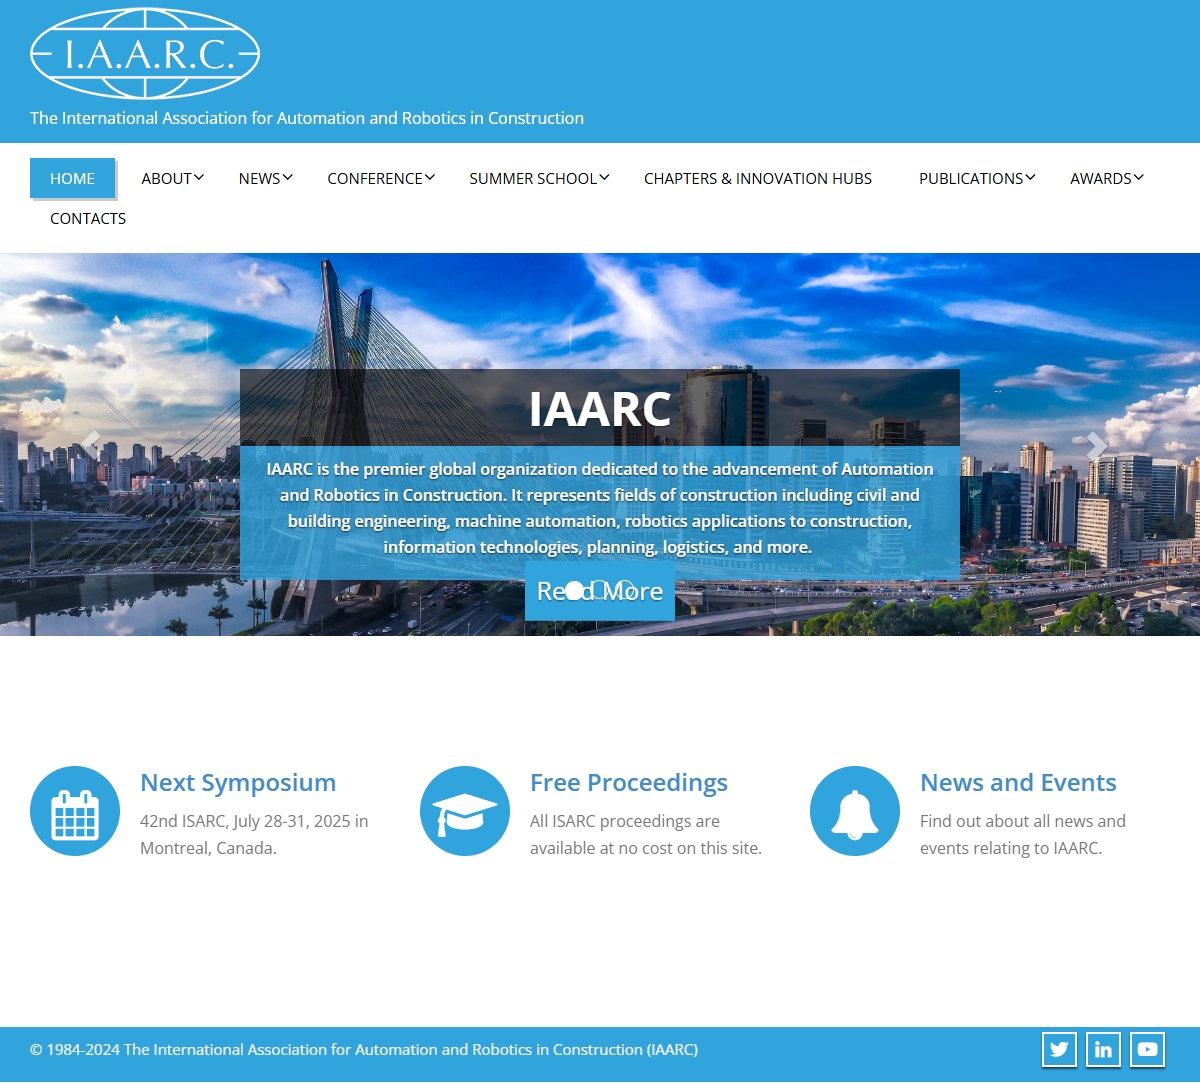 I.A.A.R.C.
The International Association for Automation and Robotics in Construction
HOME ABOUT NEWS CONFERENCE SUMMER SCHOOL CHAPTERS & INNOVATION HUBS PUBLICATIONS AWARDS
CONTACTS
IAARC
IAARC is the premier global organization dedicated to the advancement of Automation
and Robotics in Construction. It represents fields of construction including civil and
building engineering, machine automation, robotics applications to construction,
information technologies, planning, logistics, and more.
Read More
Next Symposium
42nd ISARC, July 28-31, 2025 in
Montreal, Canada.
Free Proceedings
All ISARC proceedings are
available at no cost on this site.
News and Events
Find out about all news and
events relating to IAARC.
© 1984-2024 The International Association for Automation and Robotics in Construction (IAARC)